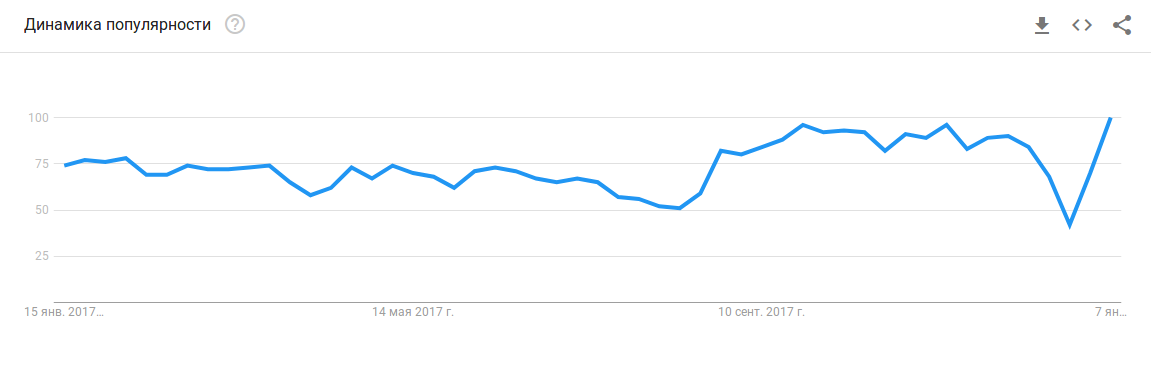 Динамика популярности ?
100
75
50
25
15 янв. 2017…
14 мая 2017 г.
10 сент. 2017 г.
7 ян…